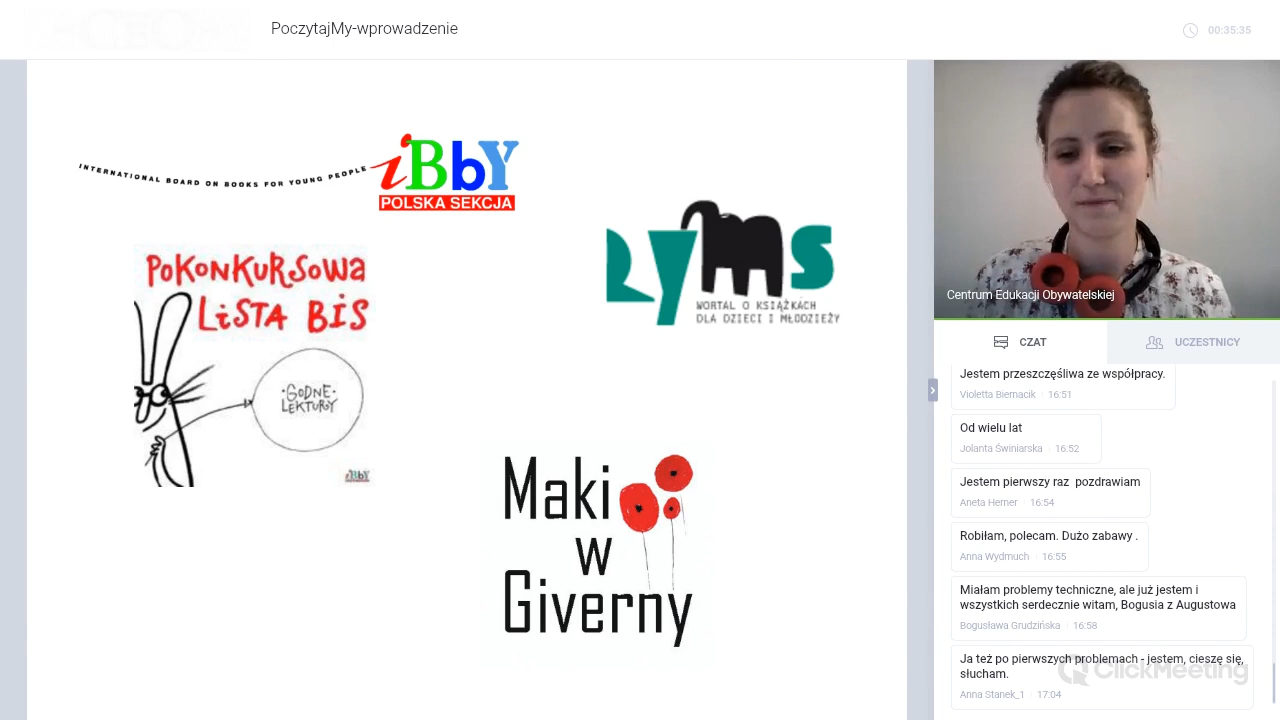 PoczytajMy-wprowadzenie
00:35:35
INTERNATIONAL BOARD ON BOOKS FOR YOUNG PEOPLE
iBbY
POLSKA SEKCJA
POKONKURSOWA
LiSTA BiS
GODNE
LEKTURY
iBbY
Ryms
WORTAL O KSIĄŻKACH
DLA DZIECI I MŁODZIEŻY
Maki
w
Giverny
Centrum Edukacji Obywatelskiej
CZAT
UCZESTNICY
Jestem przeszczęśliwa ze współpracy.
Violetta Biernacik 16:51
Od wielu lat
Jolanta Świniarska 16:52
Jestem pierwszy raz pozdrawiam
Aneta Herner 16:54
Robiłam, polecam. Dużo zabawy .
Anna Wydmuch 16:55
Miałam problemy techniczne, ale już jestem i
wszystkich serdecznie witam, Bogusia z Augustowa
Bogusława Grudzińska 16:58
Ja też po pierwszych problemach - jestem, cieszę się,
słucham.
Anna Stanek_1 17:04
ClickMeeting